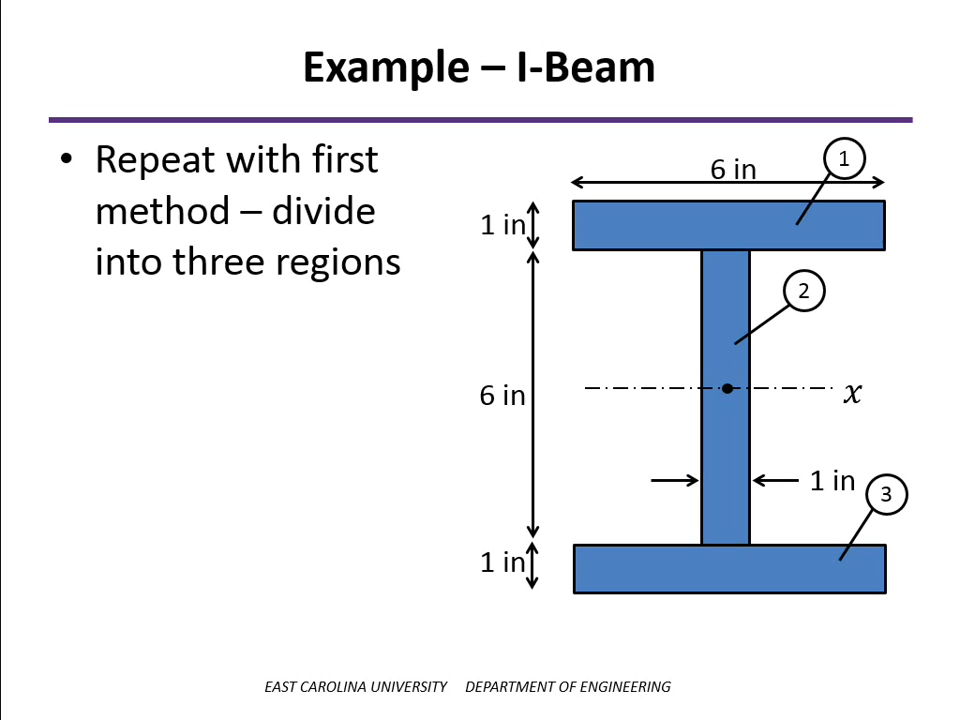 Example – I-Beam
• Repeat with first
method – divide
into three regions
6 in
1
1 in
2
6 in
x
1 in
3
1 in
EAST CAROLINA UNIVERSITY DEPARTMENT OF ENGINEERING